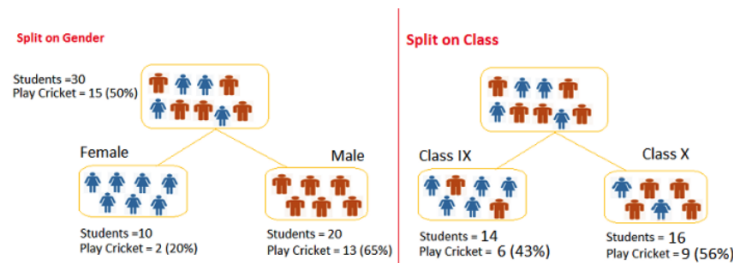 Split on Gender
Students =30
Play Cricket = 15 (50%)
Female
Male
Students =10
Play Cricket = 2 (20%)
Students =20
Play Cricket = 13 (65%)
Split on Class
Class IX
Class X
Students = 14
Play Cricket = 6 (43%)
Students = 16
Play Cricket = 9 (56%)